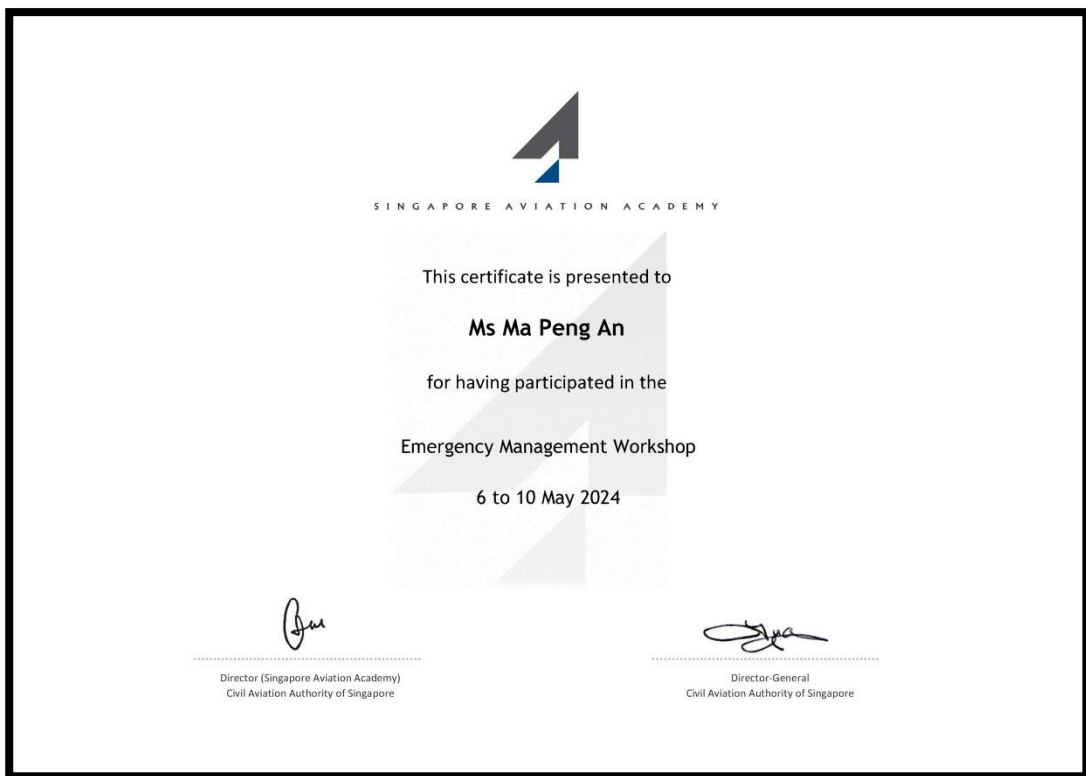 SINGAPORE AVIATION ACADEMY
This certificate is presented to
Ms Ma Peng An
for having participated in the
Emergency Management Workshop
6 to 10 May 2024
Director (Singapore Aviation Academy)
Civil Aviation Authority of Singapore
Director-General
Civil Aviation Authority of Singapore